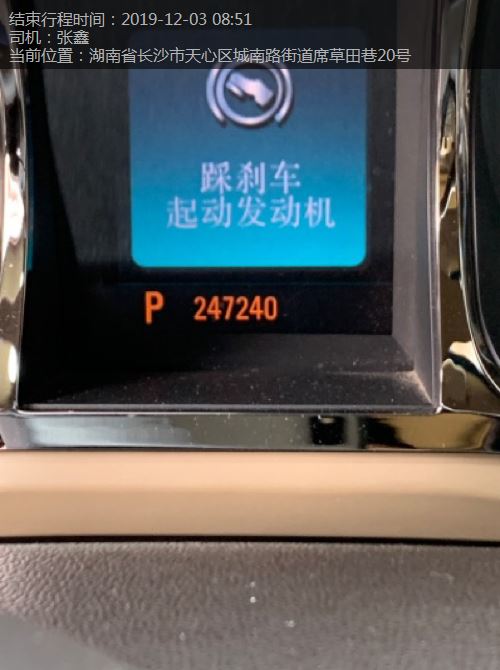 结束行程时间：2019-12-03 08:51
司机：张鑫
当前位置：湖南省长沙市天心区城南路街道席草田巷20号
踩刹车
起动发动机
P 247240